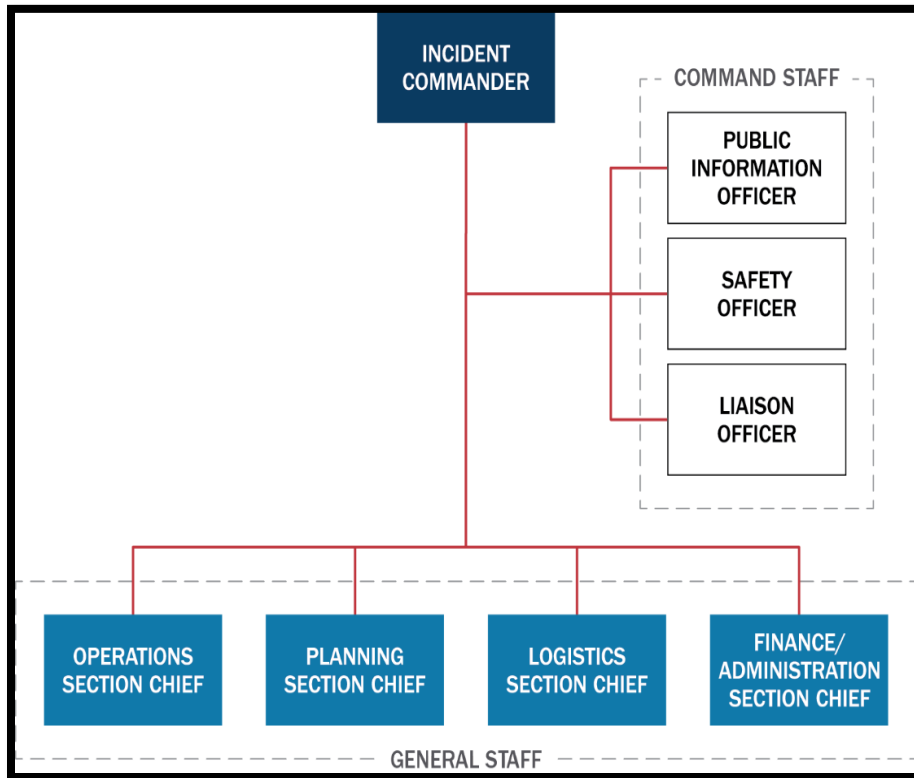 INCIDENT
COMMANDER
COMMAND STAFF
PUBLIC
INFORMATION
OFFICER
SAFETY
OFFICER
LIAISON
OFFICER
OPERATIONS
SECTION CHIEF
PLANNING
SECTION CHIEF
LOGISTICS
SECTION CHIEF
FINANCE/
ADMINISTRATION
SECTION CHIEF
GENERAL STAFF